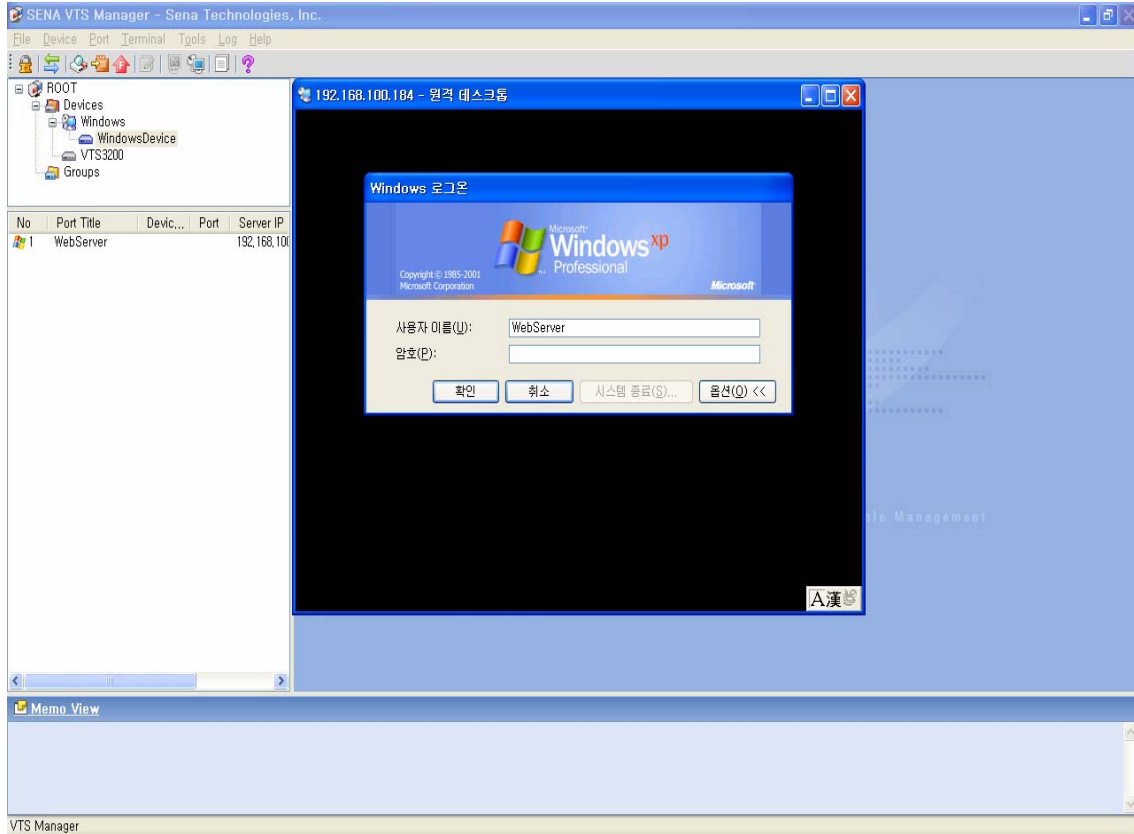 SENA VTS Manager - Sena Technologies, Inc.
File Device Port Terminal Tools Log Help
ROOT
Devices
Windows
WindowsDevice
VTS3200
Groups
No Port Title Devic... Port Server IP
1 WebServer 192,168,10
192.168.100.184 - 원격 데스크톱
Windows 로그온
Microsoft
Windows xp
Professional
Copyright © 1985-2001
Microsoft Corporation
Microsoft
사용자 이름(U): WebServer
암호(P):
확인 취소 시스템 종료(S)... 옵션(O) <<
ple Management
A漢
Memo View
VTS Manager